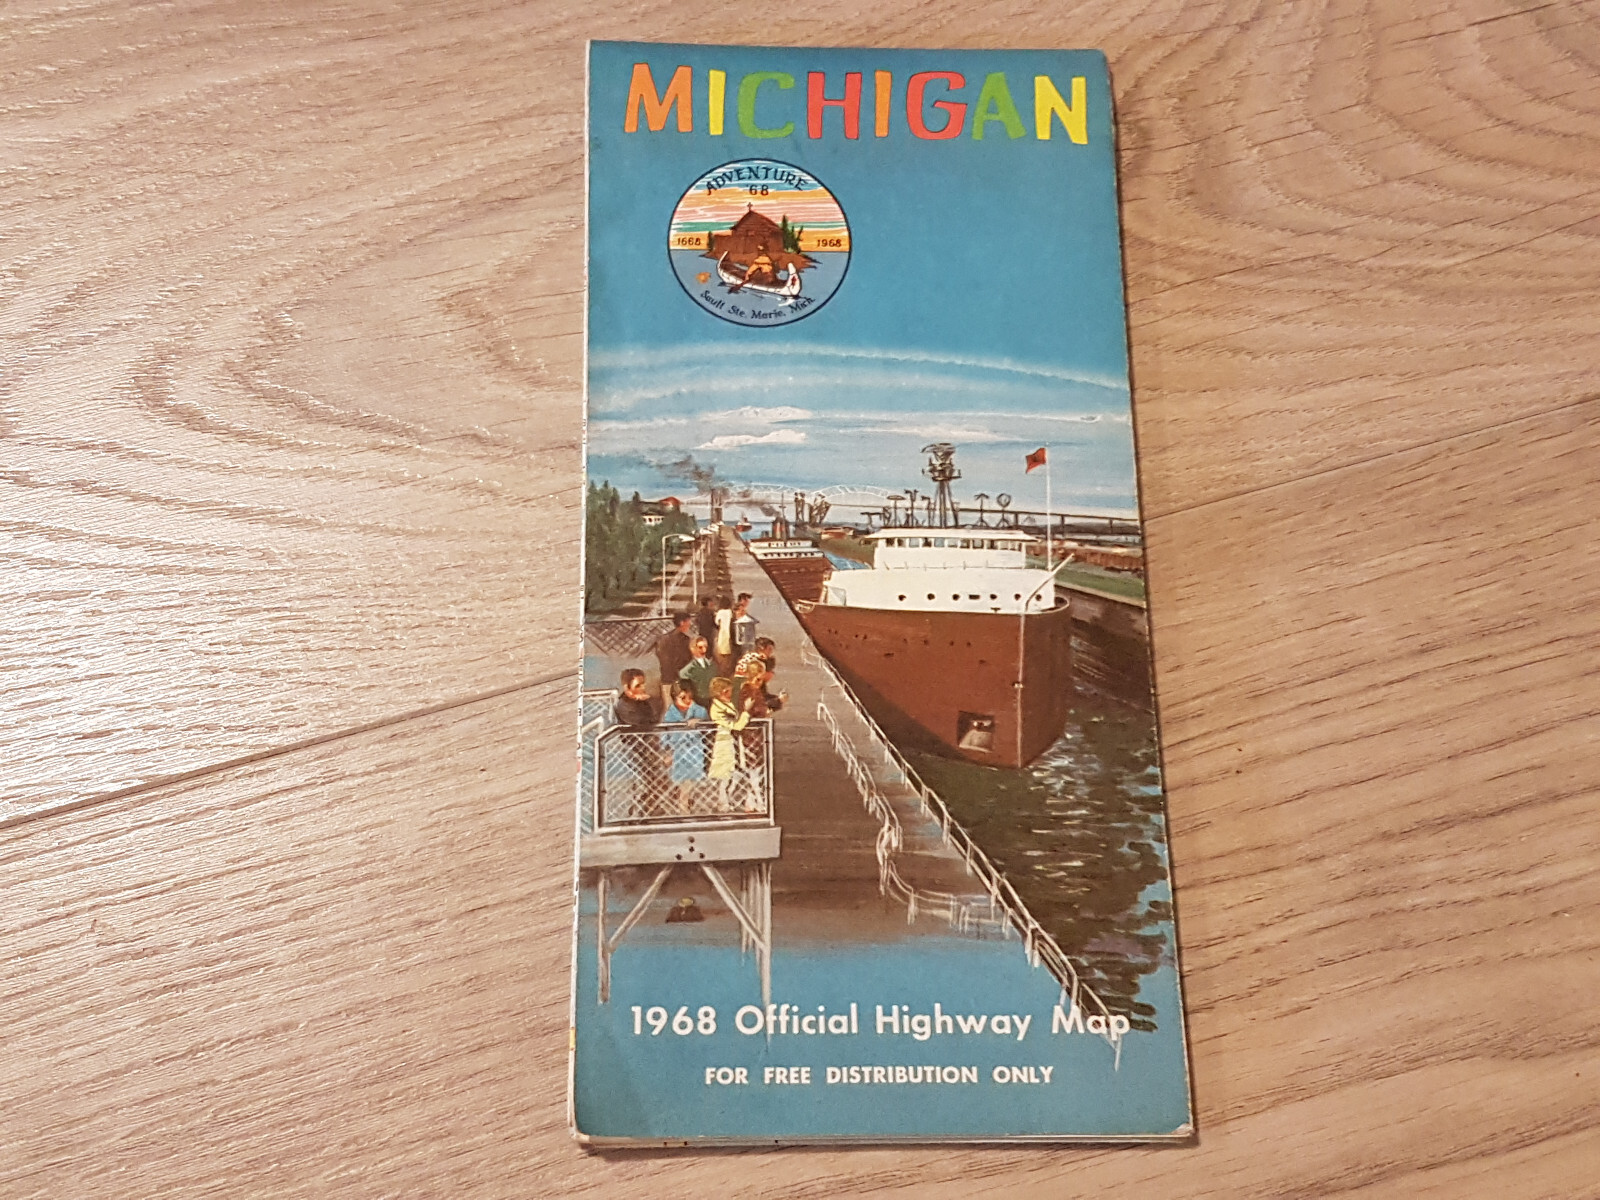 MICHIGAN
ADVENTURE
'68
1668 1968
Sault Ste. Marie, Mich.
1968 Official Highway Map
FOR FREE DISTRIBUTION ONLY